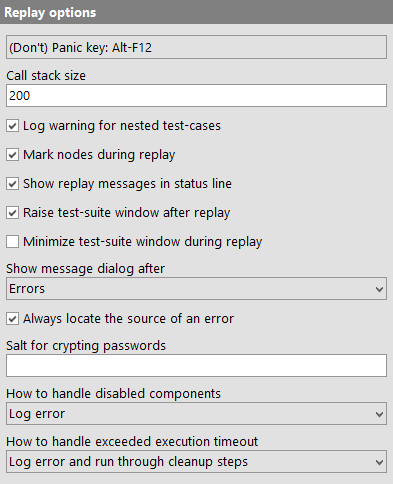 Replay options
(Don't) Panic key: Alt-F12
Call stack size
200
Log warning for nested test-cases
Mark nodes during replay
Show replay messages in status line
Raise test-suite window after replay
Minimize test-suite window during replay
Show message dialog after
Errors
Always locate the source of an error
Salt for crypting passwords
How to handle disabled components
Log error
How to handle exceeded execution timeout
Log error and run through cleanup steps